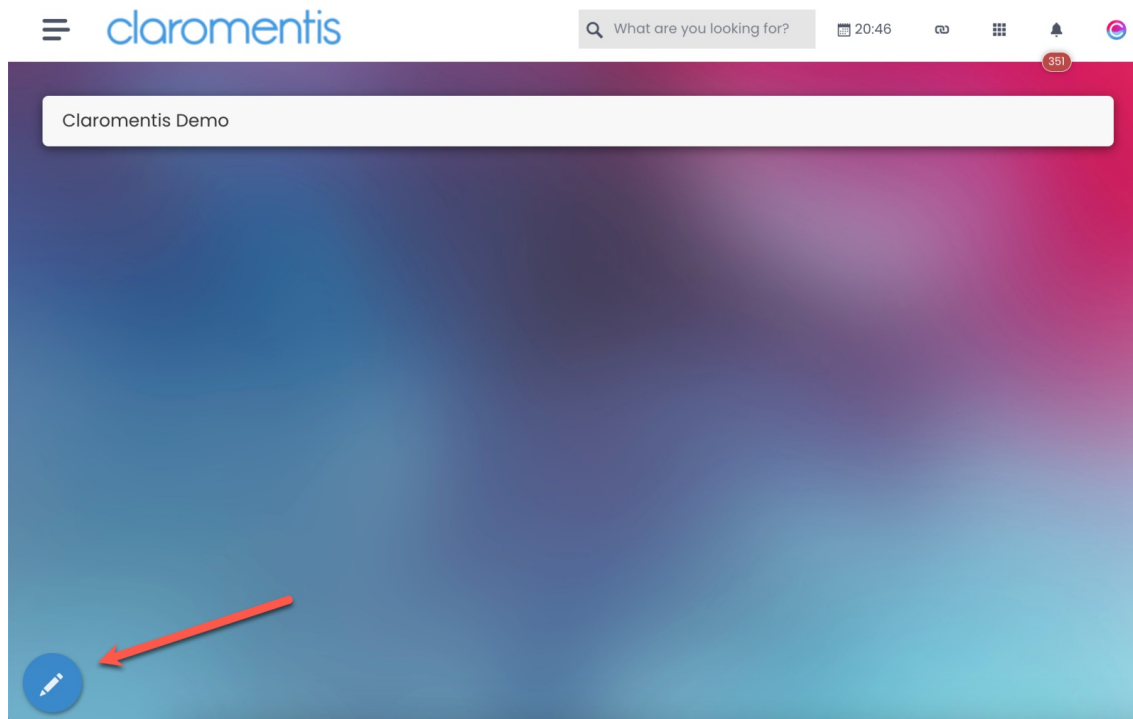 claromentis
What are you looking for?
20:46
351
Claromentis Demo